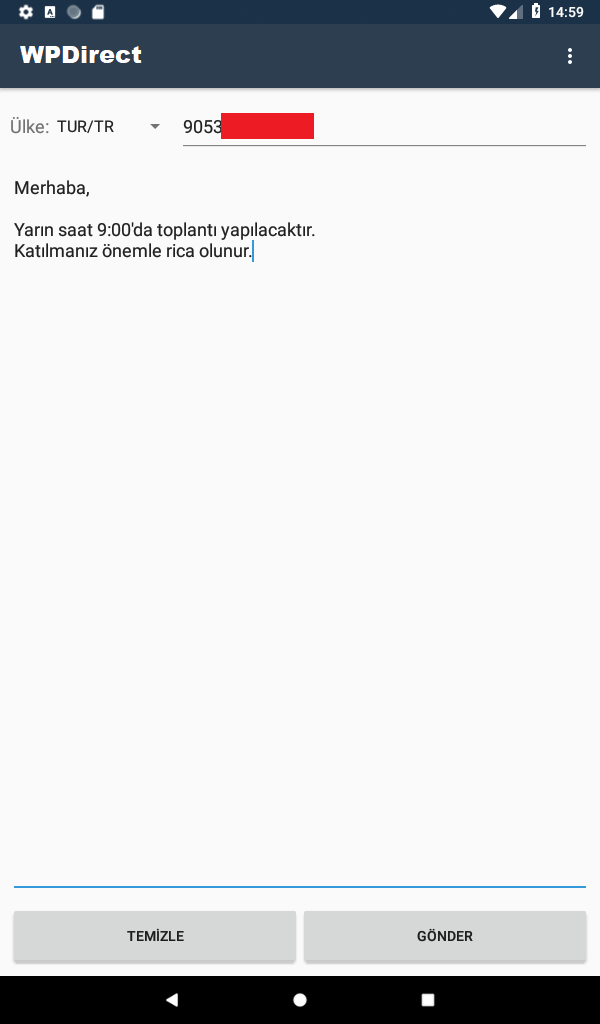 14:59
WPDirect
Ülke: TUR/TR 9053
Merhaba,
Yarın saat 9:00'da toplantı yapılacaktır.
Katılmanız önemle rica olunur.
TEMİZLE GÖNDER